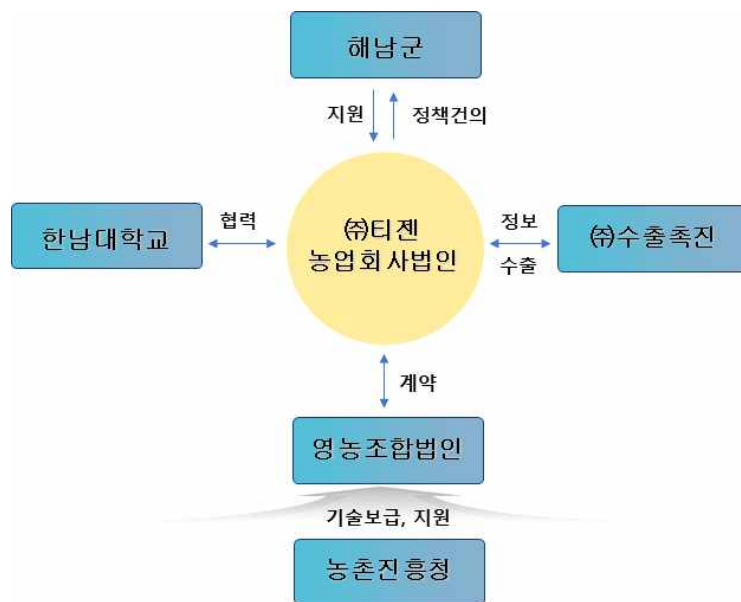 해남군
지원
정책건의
한남대학교
협력
㈜티젠
농업회사법인
정보
수출
㈜수출촉진
계약
영농조합법인
기술보급, 지원
농촌진흥청